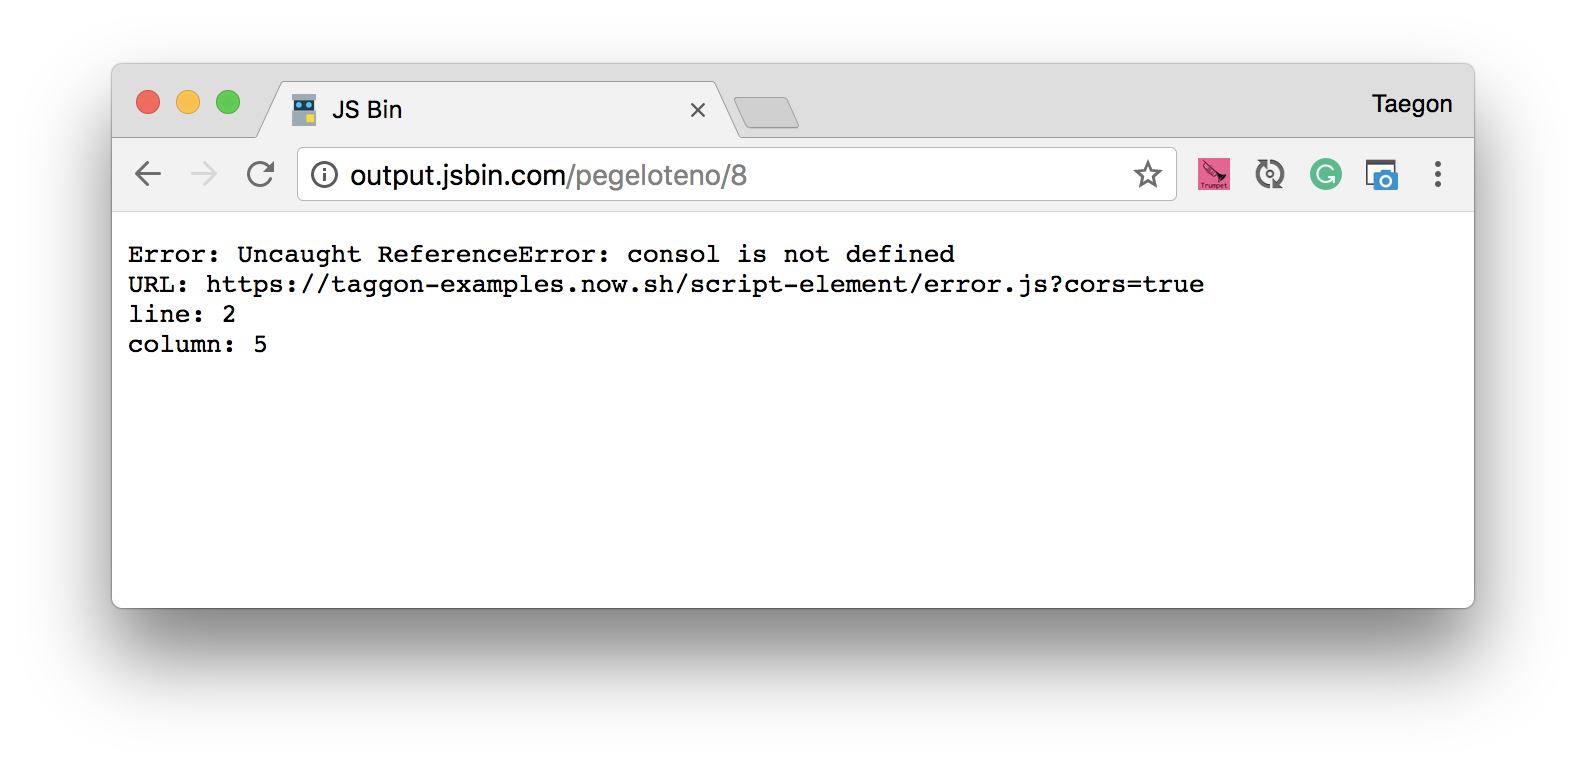 JS Bin
Taegon
output.jsbin.com/pegeloteno/8
Trumpet
Error: Uncaught ReferenceError: consol is not defined
URL: https://taggon-examples.now.sh/script-element/error.js?cors=true
line: 2
column: 5